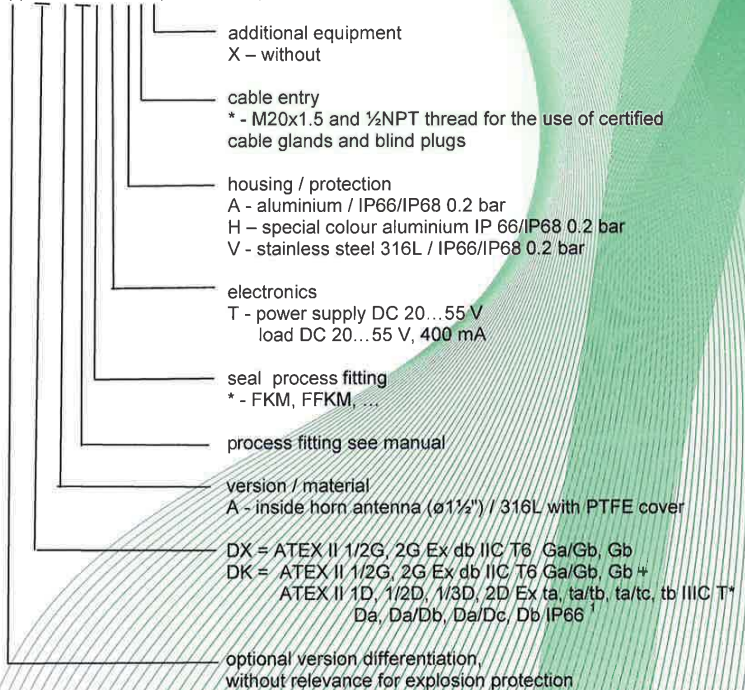 additional equipment
X – without
cable entry
* - M20x1.5 and ½NPT thread for the use of certified
cable glands and blind plugs
housing / protection
A - aluminium / IP66/IP68 0.2 bar
H – special colour aluminium IP 66/IP68 0.2 bar
V - stainless steel 316L / IP66/IP68 0.2 bar
electronics
T - power supply DC 20...55 V
load DC 20...55 V, 400 mA
seal process fitting
* - FKM, FFKM, ...
process fitting see manual
version / material
A - inside horn antenna (ø1½") / 316L with PTFE cover
DX = ATEX II 1/2G, 2G Ex db IIC T6 Ga/Gb, Gb
DK = ATEX II 1/2G, 2G Ex db IIC T6 Ga/Gb, Gb +
ATEX II 1D, 1/2D, 1/3D, 2D Ex ta, ta/tb, ta/tc, tb IIIC T*
Da, Da/Db, Da/Dc, Db IP66 ¹
optional version differentiation,
without relevance for explosion protection